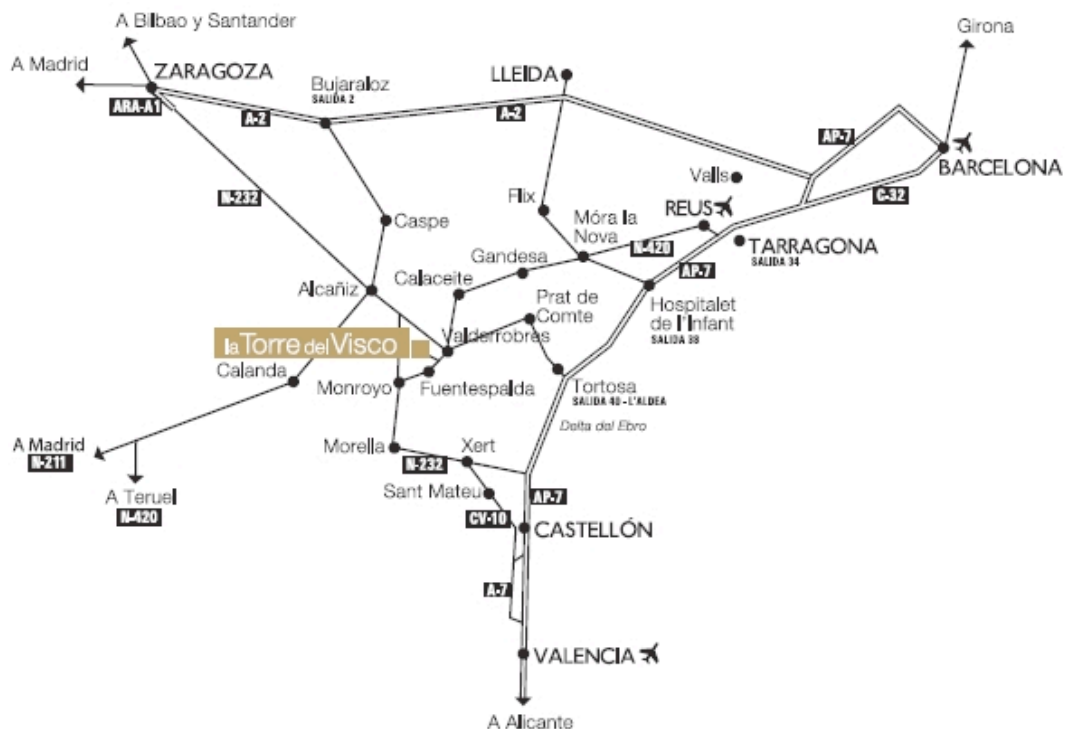 A Bilbao y Santander
Girona
A Madrid
ZARAGOZA
LLEIDA
Bujaraloz
SALIDA 2
ARA-A1
A-2
A-2
AP-7
BARCELONA
Valls
C-32
N-232
Flix
REUS
Caspe
Móra la
Nova
N-420
TARRAGONA
SALIDA 34
Gandesa
AP-7
Calaceite
Alcañiz
Prat de
Comte
Hospitalet
de l'Infant
SALIDA 38
la Torre del Visco
Valderrobres
Calanda
Monroyo
Fuentespalda
Tortosa
SALIDA 40 - L'ALDEA
Delta del Ebro
A Madrid
N-211
Morella
Xert
N-232
A Teruel
N-420
Sant Mateu
AP-7
CV-10
CASTELLÓN
A-7
VALENCIA
A Alicante